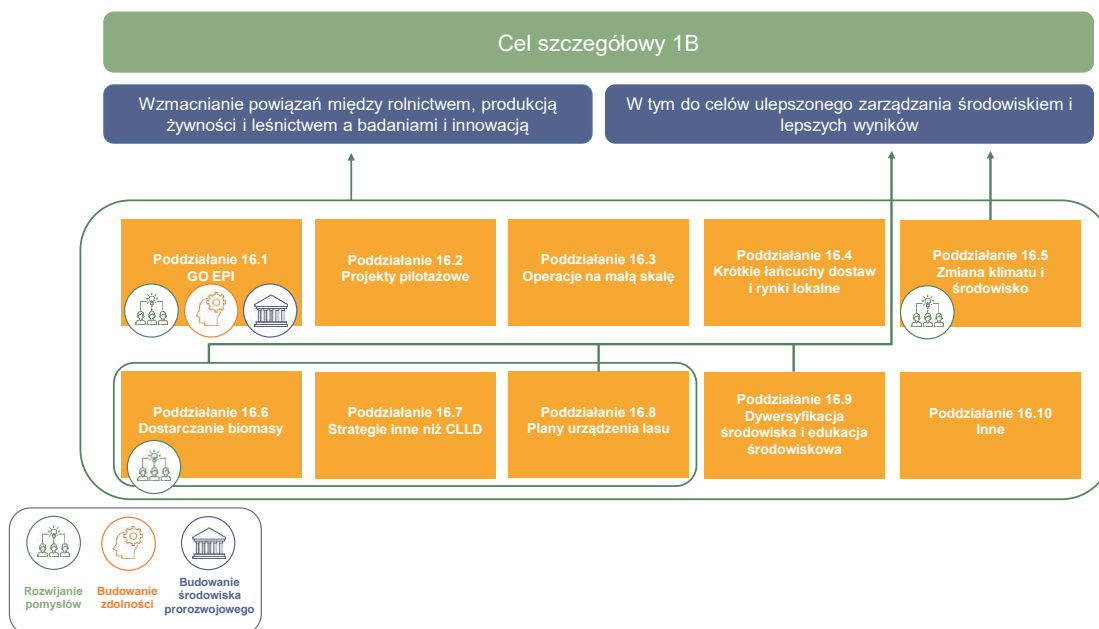 Cel szczegółowy 1B
Wzmacnianie powiązań między rolnictwem, produkcją
żywności i leśnictwem a badaniami i innowacją
W tym do celów ulepszonego zarządzania środowiskiem i
lepszych wyników
Poddziałanie 16.1
GO EPI
Poddziałanie 16.2
Projekty pilotażowe
Poddziałanie 16.3
Operacje na małą skalę
Poddziałanie 16.4
Krótkie łańcuchy dostaw
i rynki lokalne
Poddziałanie 16.5
Zmiana klimatu i
środowisko
Poddziałanie 16.6
Dostarczanie biomasy
Poddziałanie 16.7
Strategie inne niż CLLD
Poddziałanie 16.8
Plany urządzenia lasu
Poddziałanie 16.9
Dywersyfikacja
środowiska i edukacja
środowiskowa
Poddziałanie 16.10
Inne
Rozwijanie
pomysłów
Budowanie
zdolności
Budowanie
środowiska
prorozwojowego